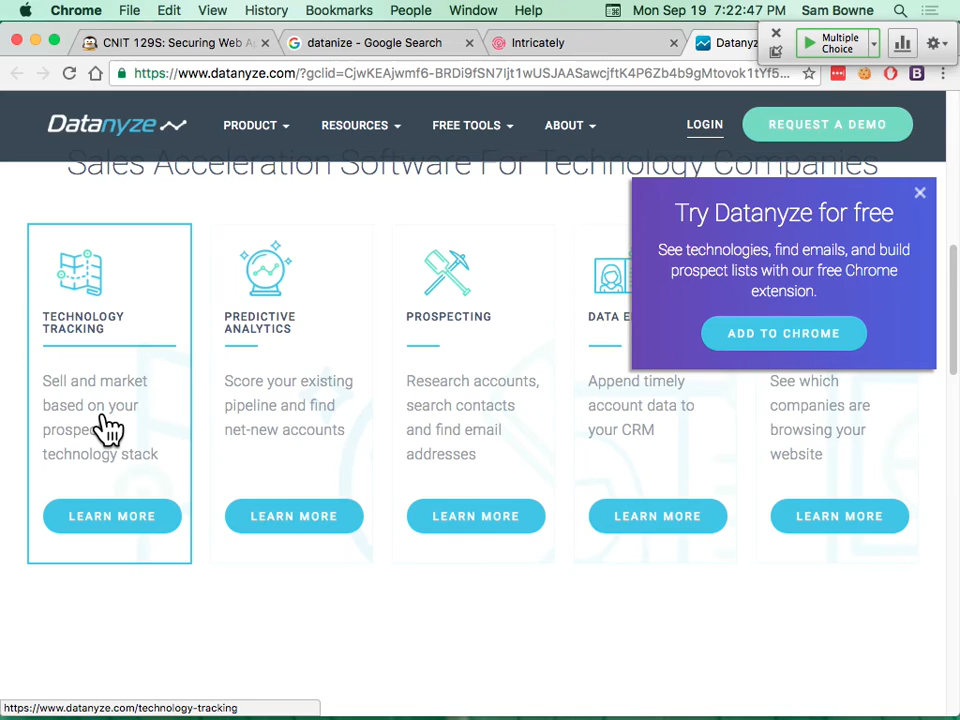 Chrome File Edit View History Bookmarks People Window Help Mon Sep 19 7:22:47 PM Sam Bowne
CNIT 129S: Securing Web A
datanize - Google Search
Intricately
Datanyz
Multiple
Choice
https://www.datanyze.com/?gclid=CjwKEAjwmf6-BRDi9fSN7Ijt1wUSJAASawcjftK4P6Zb4b9gMtovok1tYf5...
Datanyze
PRODUCT RESOURCES FREE TOOLS ABOUT LOGIN REQUEST A DEMO
Sales Acceleration Software For Technology Companies
Try Datanyze for free
See technologies, find emails, and build
prospect lists with our free Chrome
extension.
ADD TO CHROME
TECHNOLOGY
TRACKING
Sell and market
based on your
prospe
technology stack
LEARN MORE
PREDICTIVE
ANALYTICS
Score your existing
pipeline and find
net-new accounts
LEARN MORE
PROSPECTING
Research accounts,
search contacts
and find email
addresses
LEARN MORE
DATA E
Append timely
account data to
your CRM
LEARN MORE
See which
companies are
browsing your
website
LEARN MORE
https://www.datanyze.com/technology-tracking